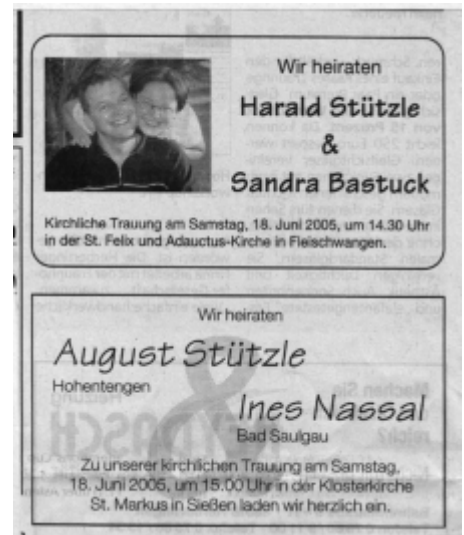 Wir heiraten
Harald Stützle
&
Sandra Bastuck
Kirchliche Trauung am Samstag, 18. Juni 2005, um 14.30 Uhr
in der St. Felix und Adauctus-Kirche in Fleischwangen.
Wir heiraten
August Stützle
Hohentengen
Ines Nassal
Bad Saulgau
Zu unserer kirchlichen Trauung am Samstag,
18. Juni 2005, um 15.00 Uhr in der Klosterkirche
St. Markus in Sießen laden wir herzlich ein.